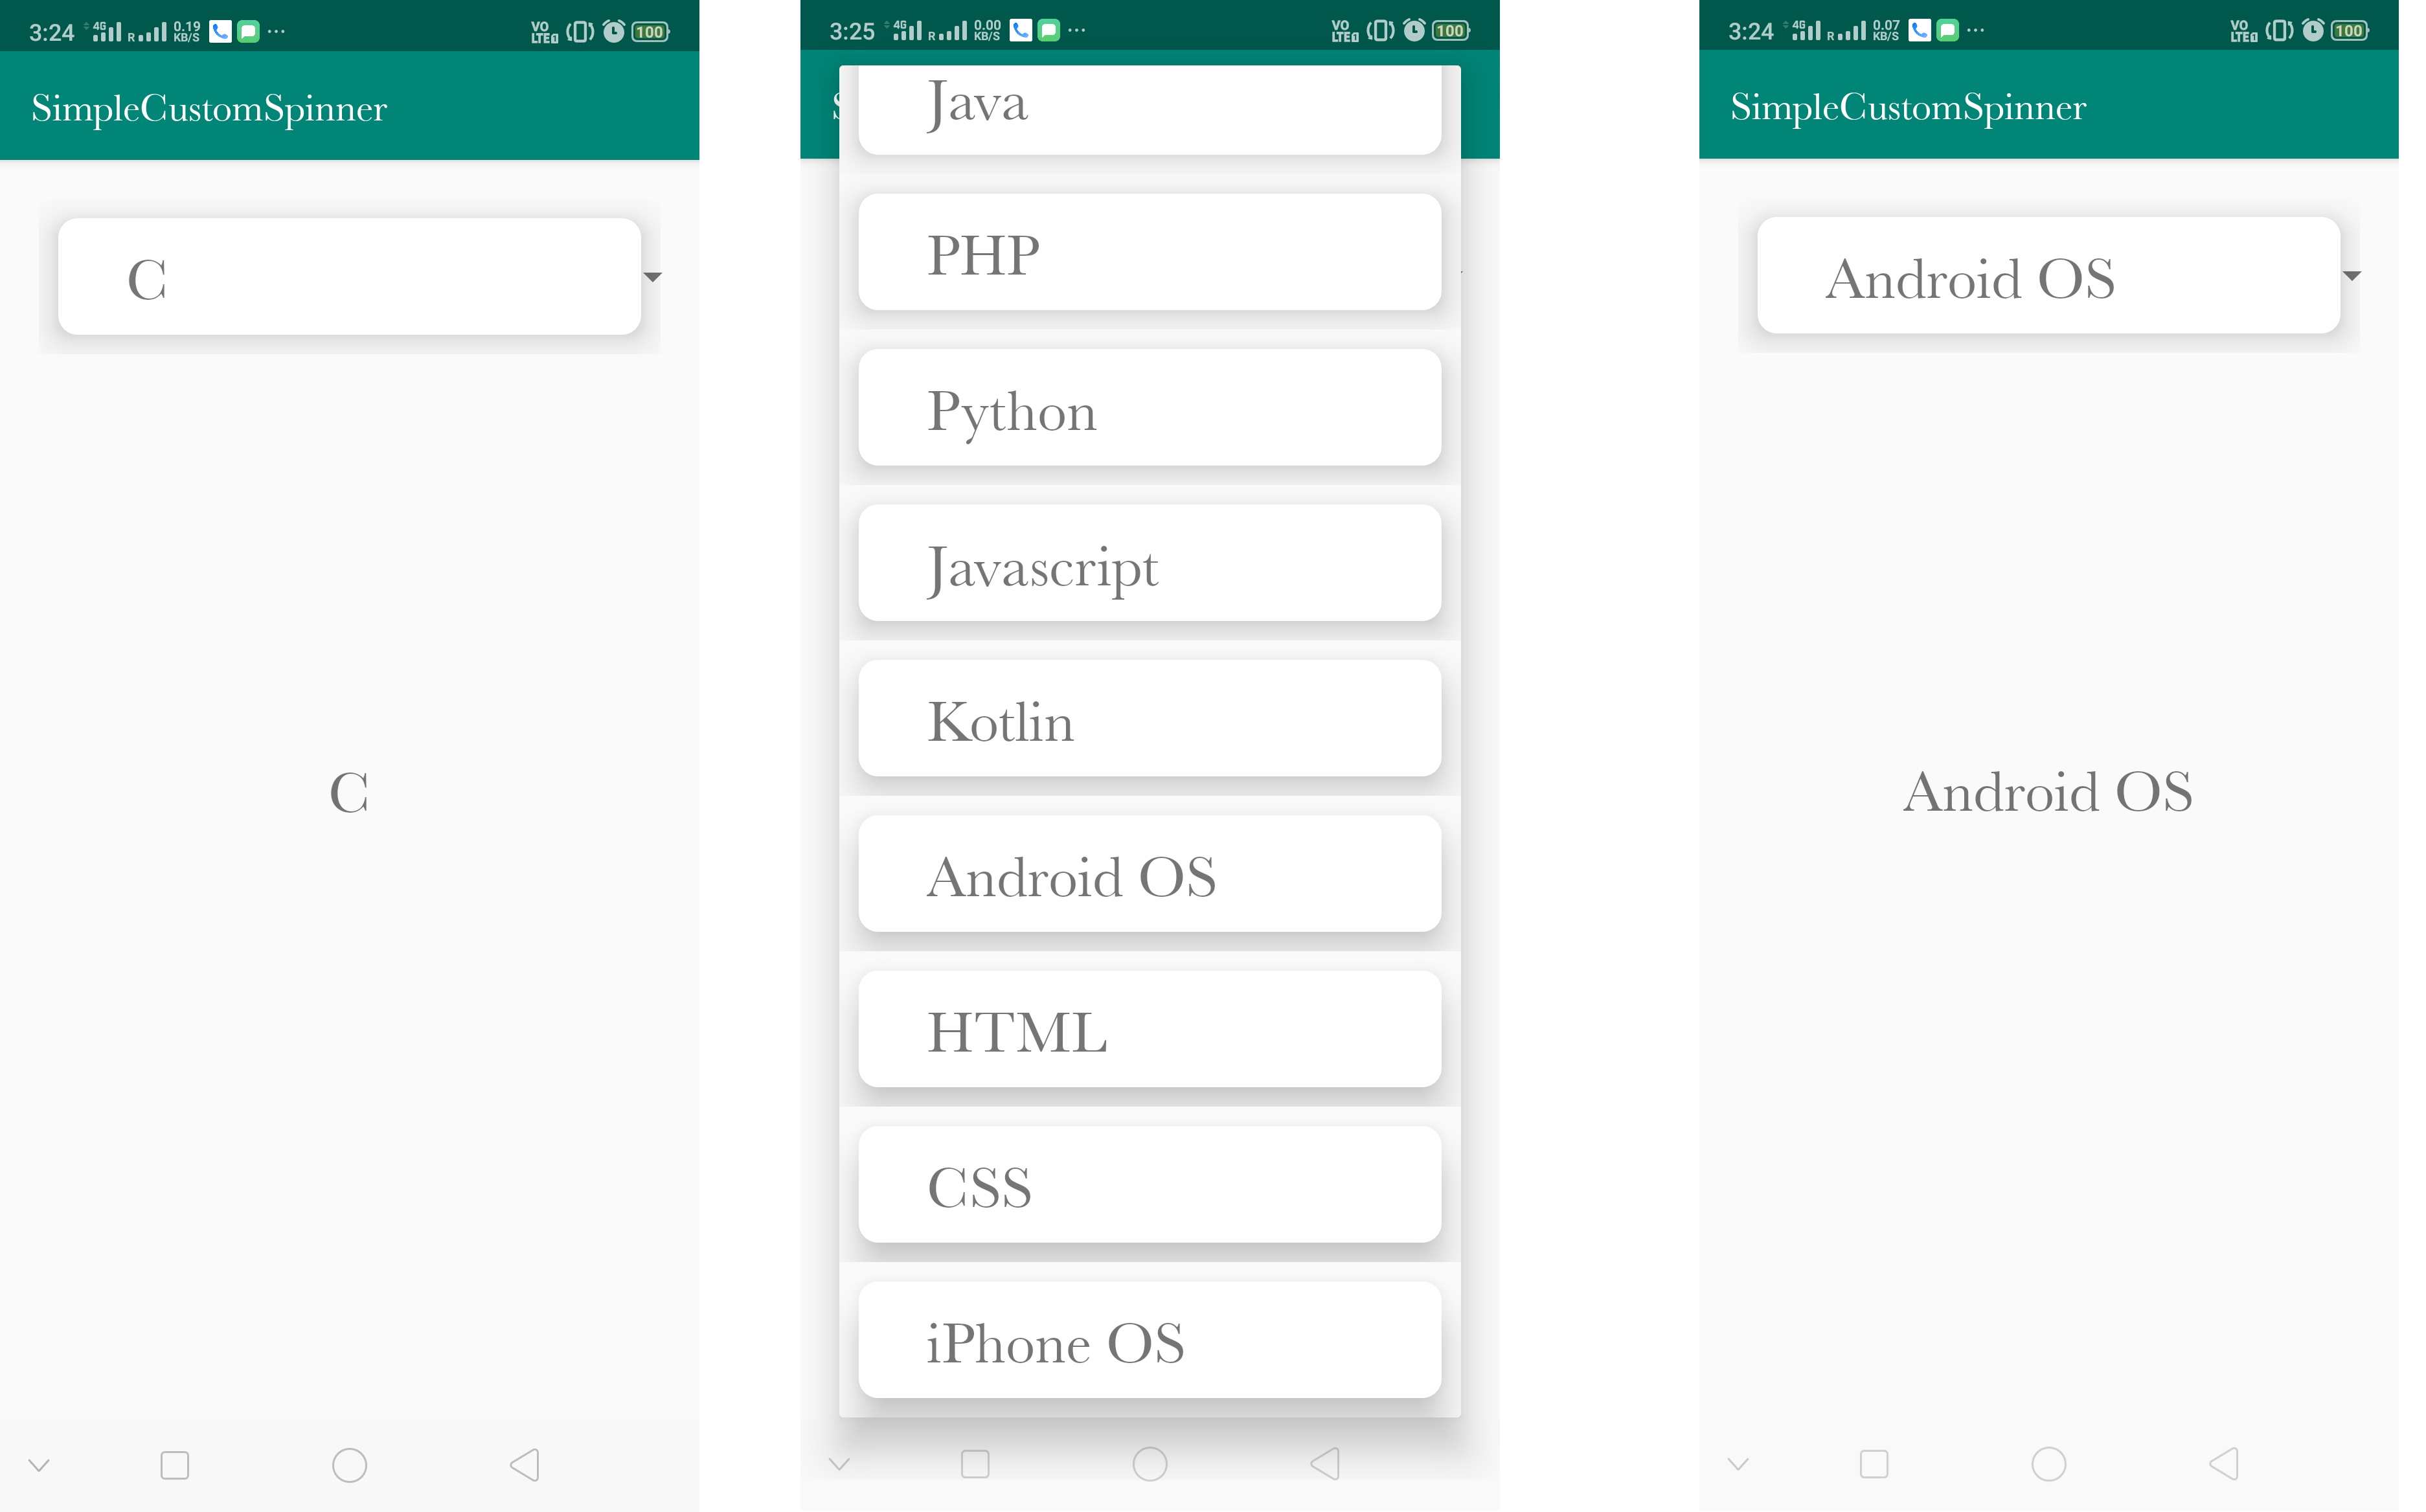 3:24 4G R 0.19 KB/S ... VO LTE 100
SimpleCustomSpinner
C
C
3:25 4G R 0.00 KB/S ... VO LTE 100
S
Java
PHP
Python
Javascript
Kotlin
Android OS
HTML
CSS
iPhone OS
3:24 4G R 0.07 KB/S ... VO LTE 100
SimpleCustomSpinner
Android OS
Android OS